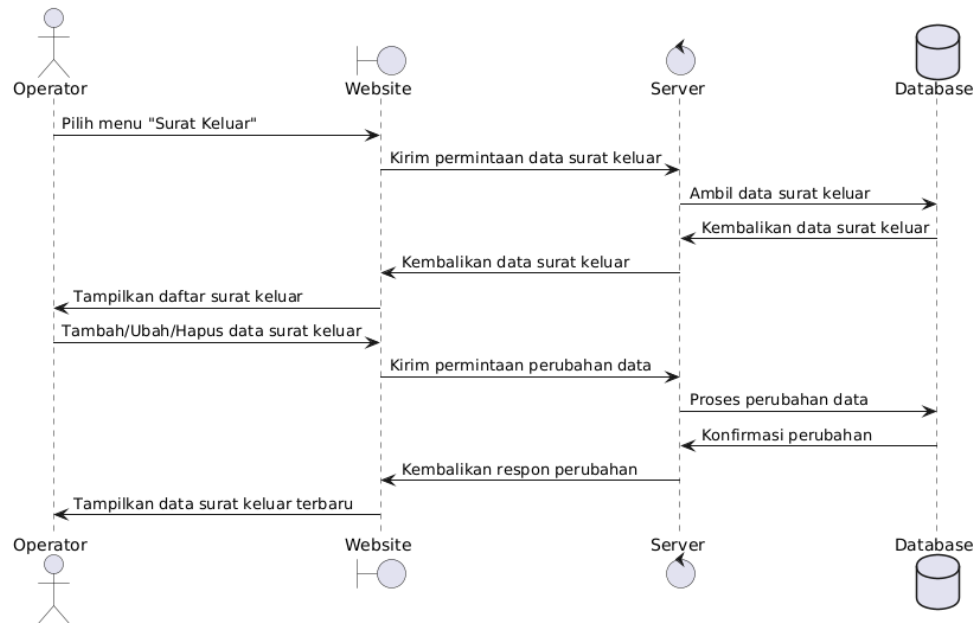 Operator
Website
Server
Database
Pilih menu "Surat Keluar"
Kirim permintaan data surat keluar
Ambil data surat keluar
Kembalikan data surat keluar
Kembalikan data surat keluar
Tampilkan daftar surat keluar
Tambah/Ubah/Hapus data surat keluar
Kirim permintaan perubahan data
Proses perubahan data
Konfirmasi perubahan
Kembalikan respon perubahan
Tampilkan data surat keluar terbaru
Operator
Website
Server
Database